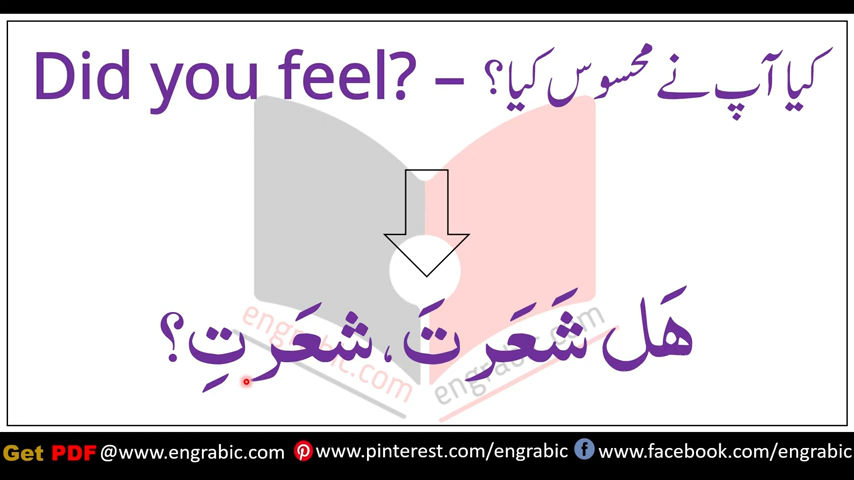 Did you feel? – کیا آپ نے محسوس کیا؟
هَل شَعَرتَ، شعَرتِ؟
engrabic.com engrabic.com
Get PDF @www.engrabic.com www.pinterest.com/engrabic www.facebook.com/engrabic